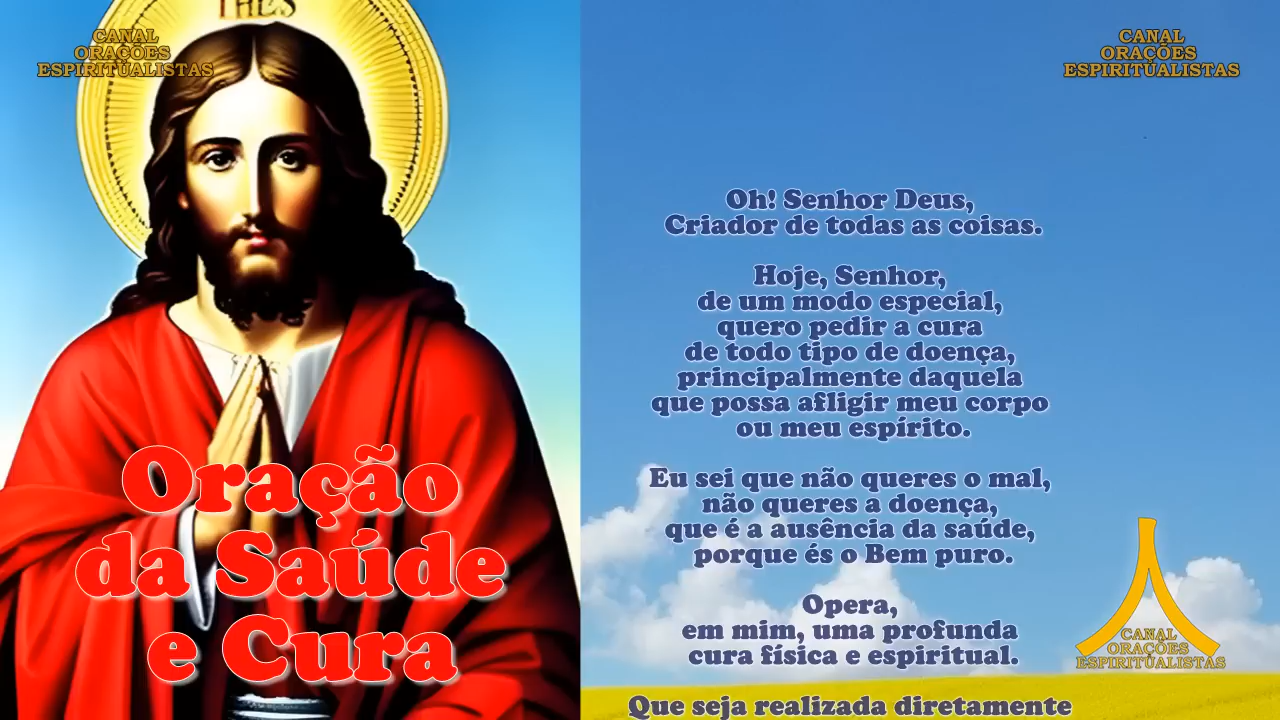 CANAL
ORAÇÕES
ESPIRITUALISTAS
Oração
da Saúde
e Cura
CANAL
ORAÇÕES
ESPIRITUALISTAS
Oh! Senhor Deus,
Criador de todas as coisas.
Hoje, Senhor,
de um modo especial,
quero pedir a cura
de todo tipo de doença,
principalmente daquela
que possa afligir meu corpo
ou meu espírito.
Eu sei que não queres o mal,
não queres a doença,
que é a ausência da saúde,
porque és o Bem puro.
Opera,
em mim, uma profunda
cura física e espiritual.
Que seja realizada diretamente
CANAL
ORAÇÕES
ESPIRITUALISTAS